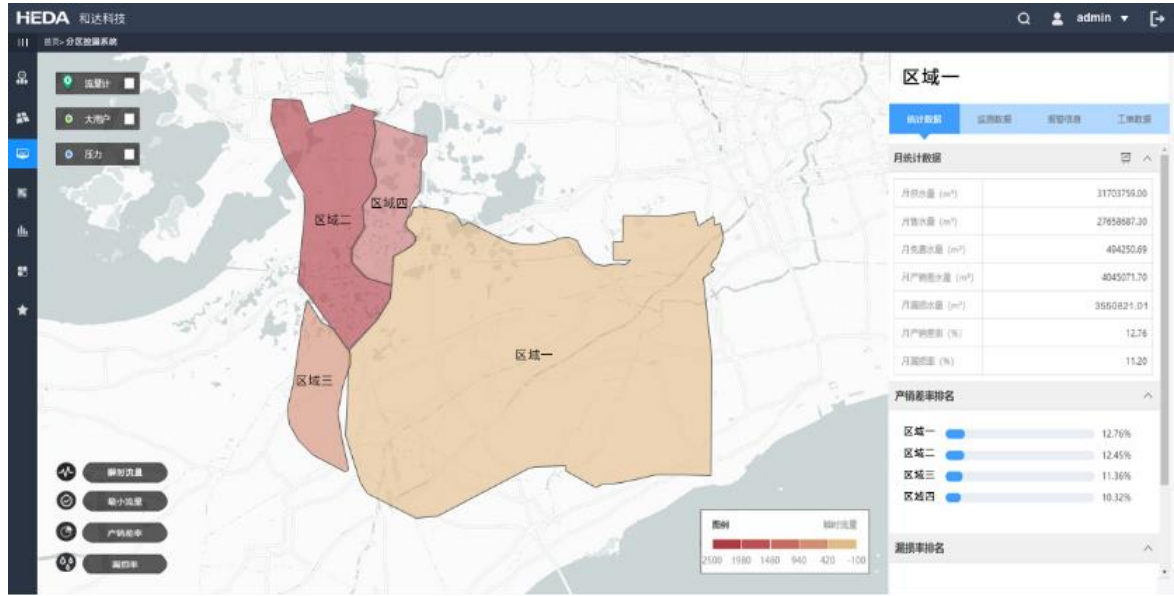 HEDA 和达科技
admin
首页>分区控漏系统
流量计
大用户
压力
区域一
区域二
区域三
区域四
瞬时流量
最小流量
产销差率
漏损率
图例 瞬时流量
2500 1980 1460 940 420 -100
区域一
统计数据 监测数据 报警信息 工单数据
月统计数据
月供水量 (m³) 31703759.00
月售水量 (m³) 27658687.30
月免费水量 (m³) 494250.69
月产销差水量 (m³) 4045071.70
月漏损水量 (m³) 3550821.01
月产销差率 (%) 12.76
月漏损率 (%) 11.20
产销差率排名
区域一 12.76%
区域二 12.45%
区域三 11.36%
区域四 10.32%
漏损率排名